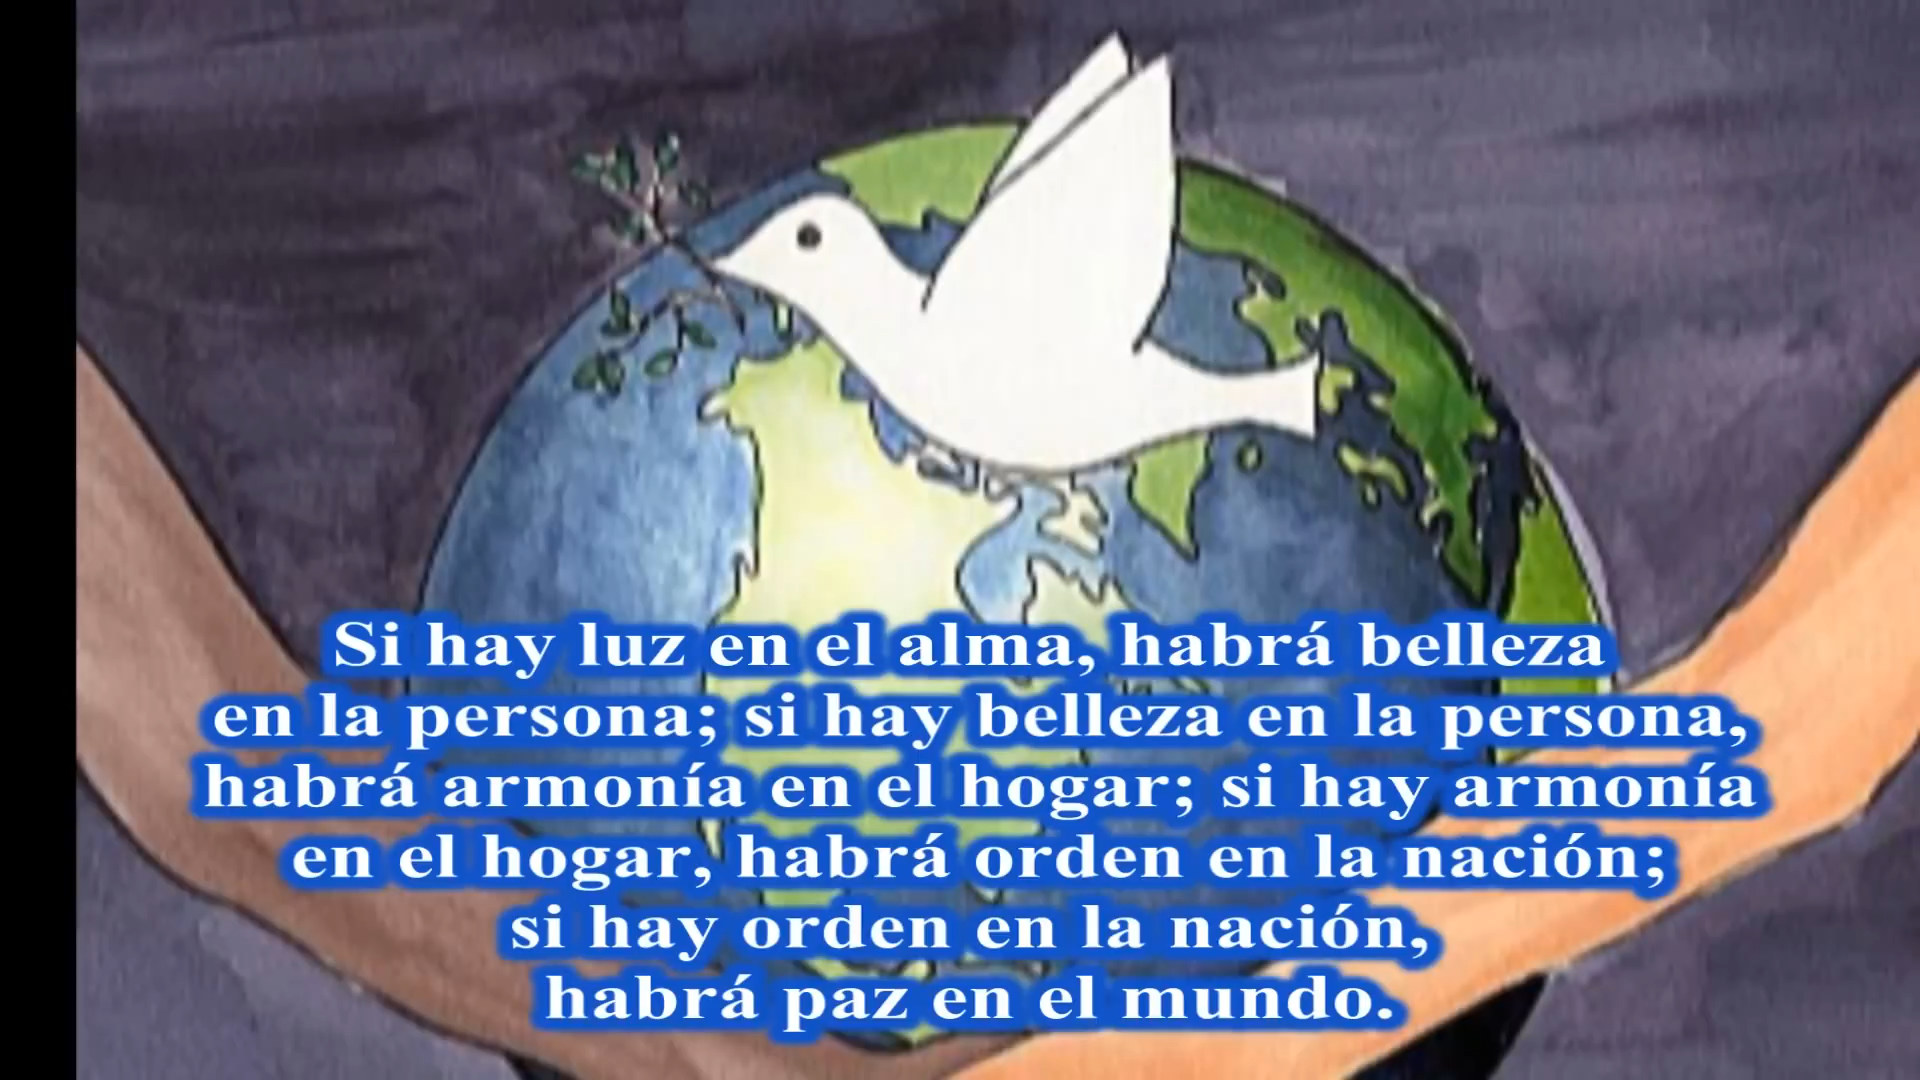 Si hay luz en el alma, habrá belleza
en la persona; si hay belleza en la persona,
habrá armonía en el hogar; si hay armonía
en el hogar, habrá orden en la nación;
si hay orden en la nación,
habrá paz en el mundo.